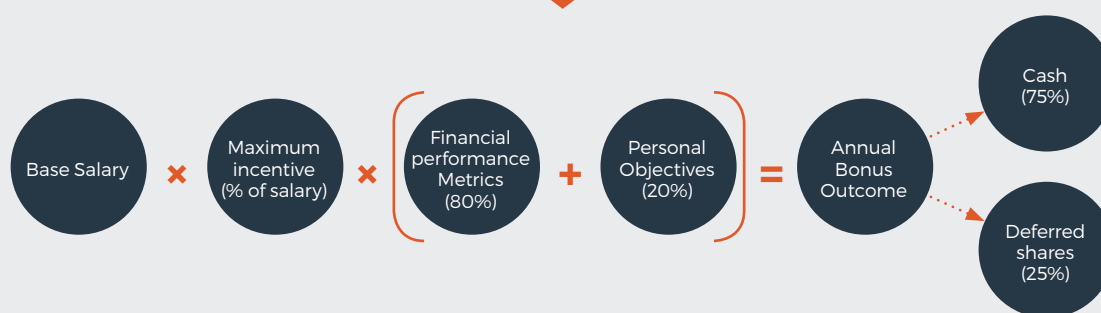 Base Salary
×
Maximum
incentive
(% of salary)
×
Financial
performance
Metrics
(80%)
+
Personal
Objectives
(20%)
=
Annual
Bonus
Outcome
Cash
(75%)
Deferred
shares
(25%)